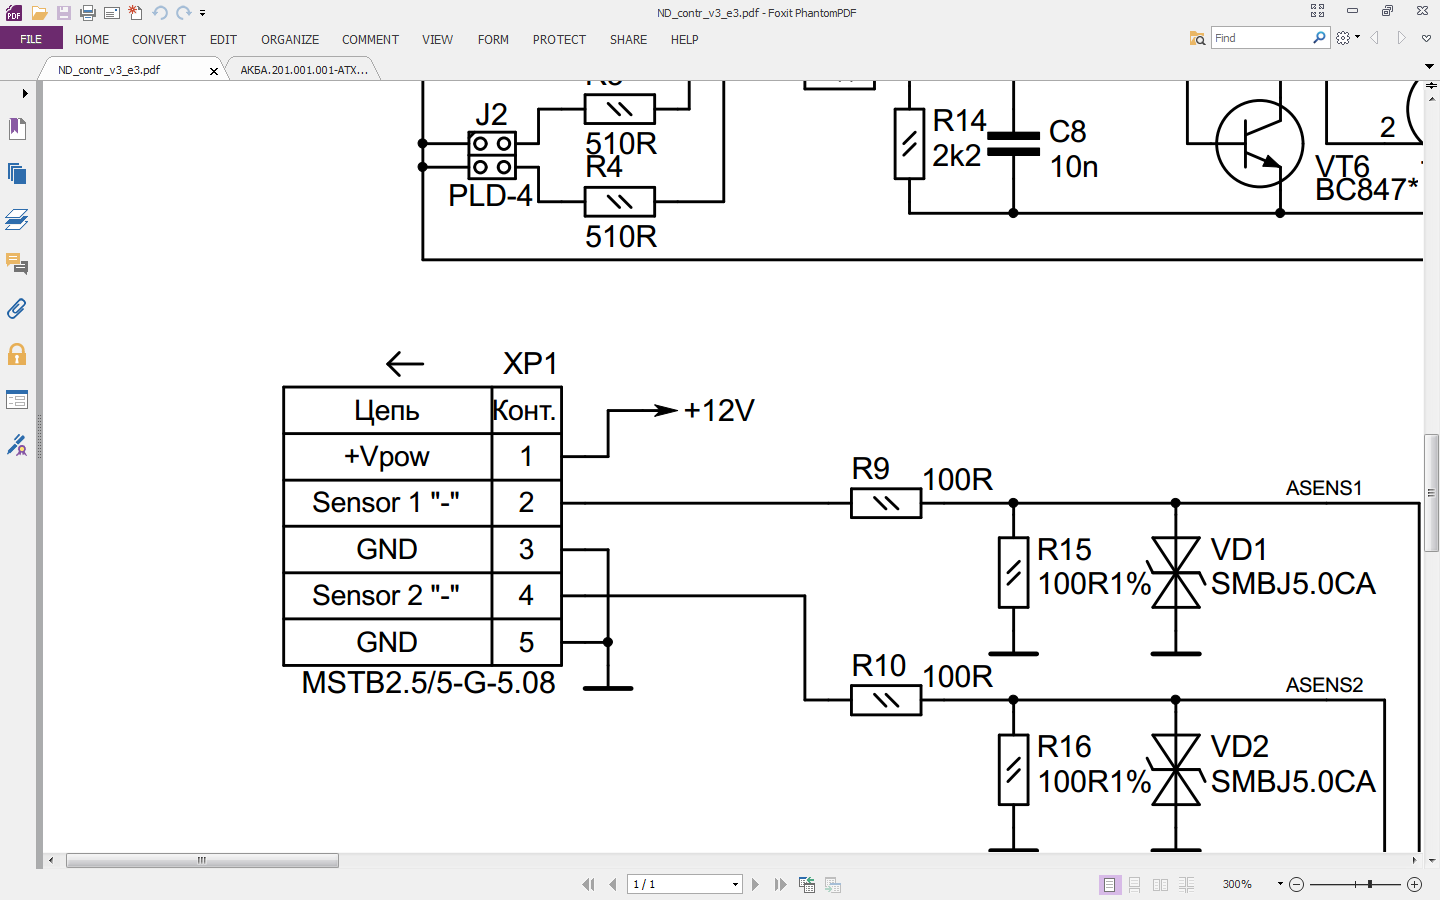 ND_contr_v3_e3.pdf - Foxit PhantomPDF
FILE HOME CONVERT EDIT ORGANIZE COMMENT VIEW FORM PROTECT SHARE HELP
Find
ND_contr_v3_e3.pdf
АКБА.201.001.001-ATX...
J2
510R
R4
PLD-4
510R
R14
2k2
C8
10n
2
VT6
BC847*
XP1
Цепь Конт.
+Vpow 1
+12V
Sensor 1 "-" 2
GND 3
Sensor 2 "-" 4
GND 5
MSTB2.5/5-G-5.08
R9 100R
ASENS1
R15
100R1%
VD1
SMBJ5.0CA
R10 100R
ASENS2
R16
100R1%
VD2
SMBJ5.0CA
1 / 1
300%